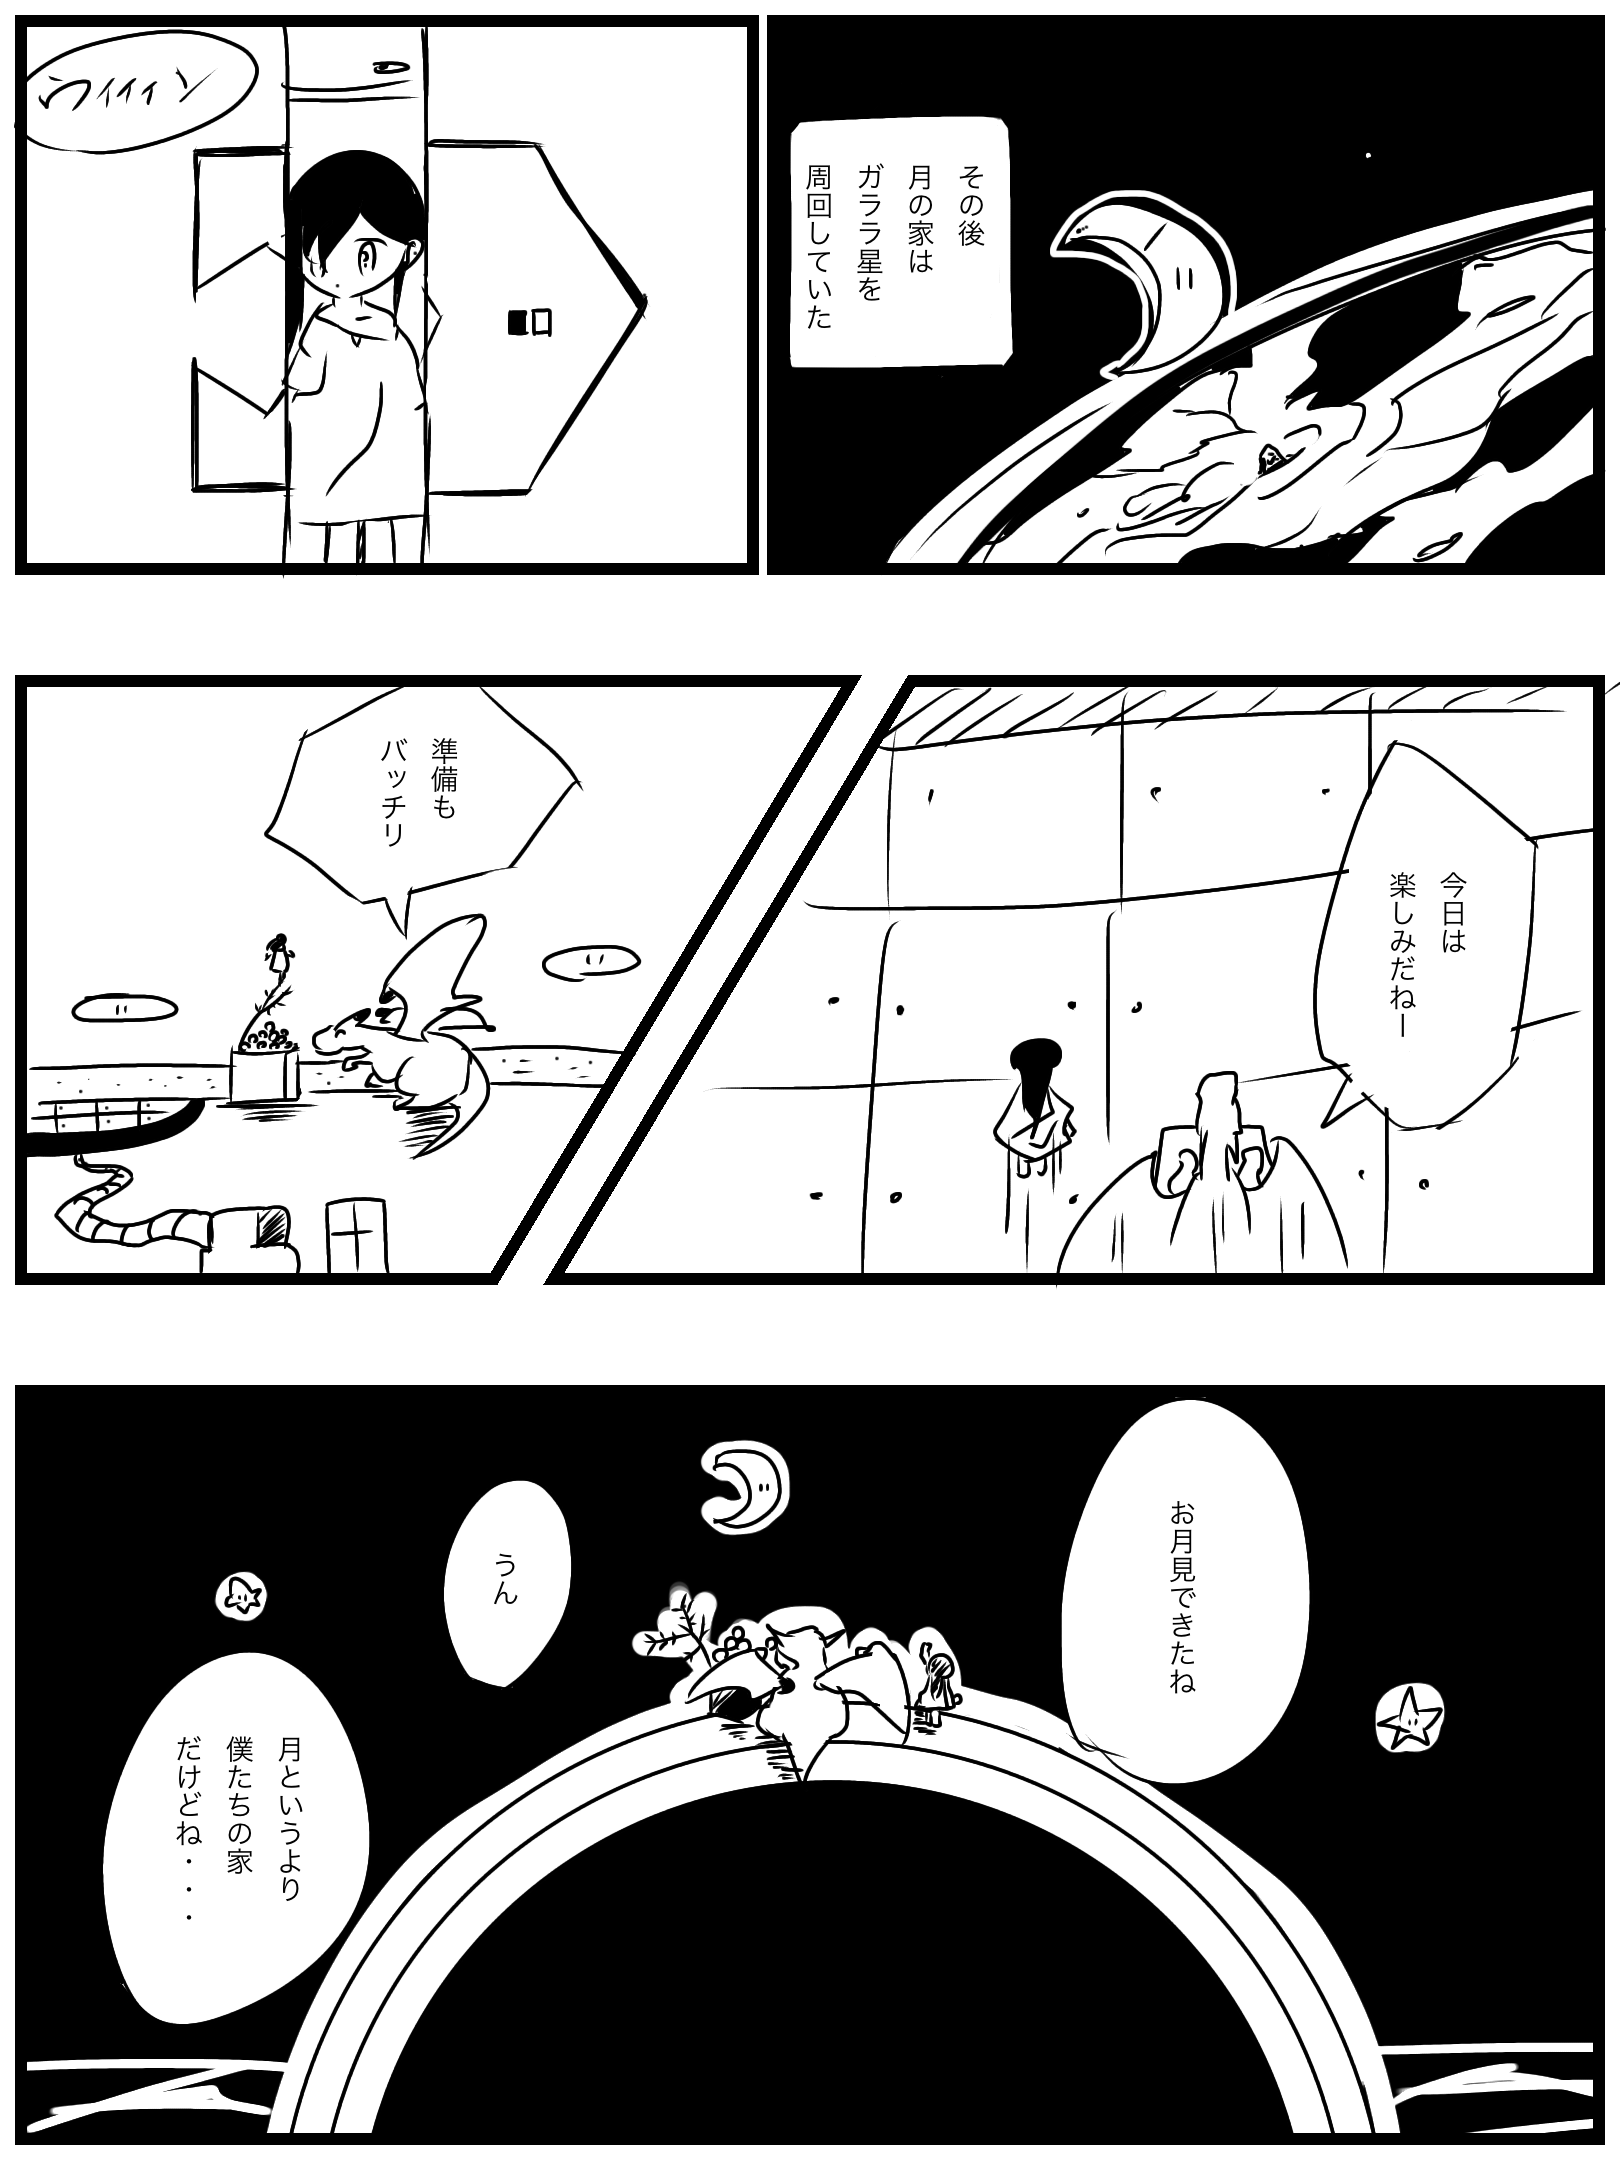 その後
月の家は
ガララ星を
周回していた
ウイイイン
今日は
楽しみだねー
準備も
バッチリ
お月見できたね
うん
月というより
僕たちの家
だけどね・・・